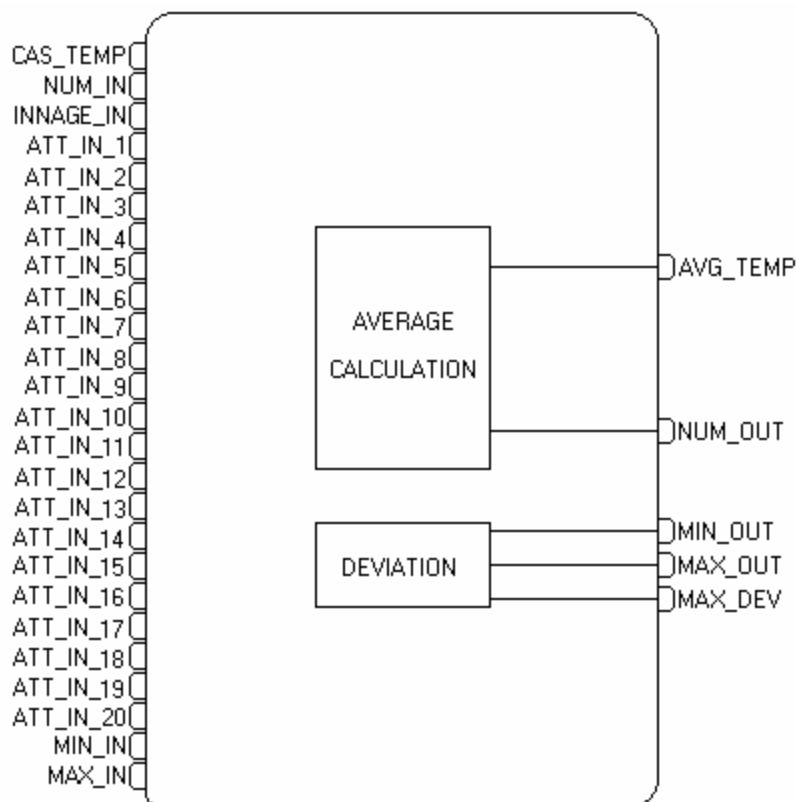 CAS_TEMP
NUM_IN
INNAGE_IN
ATT_IN_1
ATT_IN_2
ATT_IN_3
ATT_IN_4
ATT_IN_5
ATT_IN_6
ATT_IN_7
ATT_IN_8
ATT_IN_9
ATT_IN_10
ATT_IN_11
ATT_IN_12
ATT_IN_13
ATT_IN_14
ATT_IN_15
ATT_IN_16
ATT_IN_17
ATT_IN_18
ATT_IN_19
ATT_IN_20
MIN_IN
MAX_IN
AVERAGE
CALCULATION
DEVIATION
AVG_TEMP
NUM_OUT
MIN_OUT
MAX_OUT
MAX_DEV